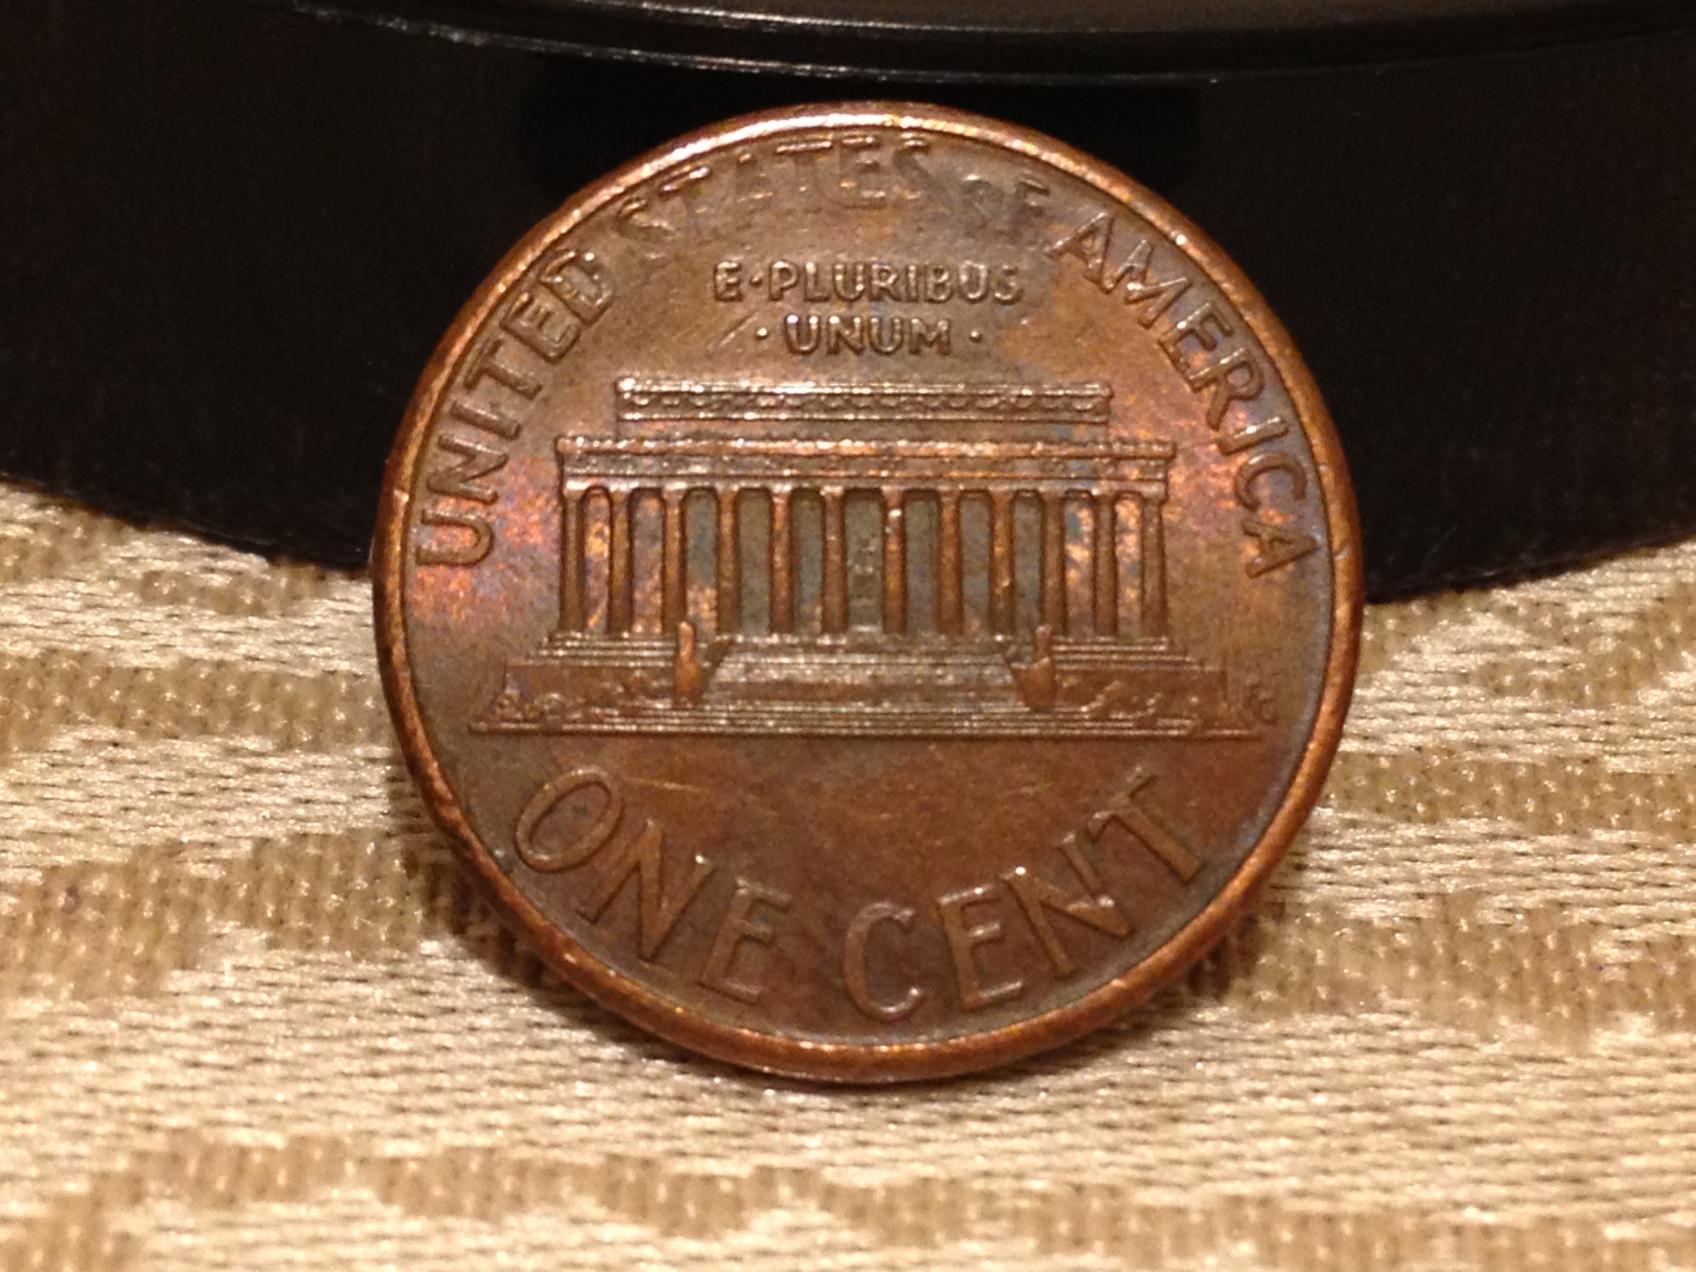 UNITED STATES OF AMERICA
E·PLURIBUS
·UNUM·
ONE CENT